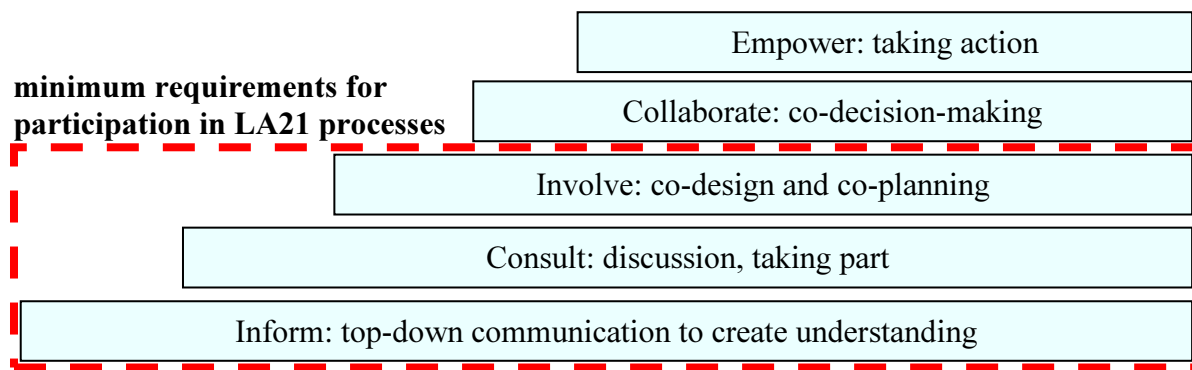 Empower: taking action
minimum requirements for
participation in LA21 processes
Collaborate: co-decision-making
Involve: co-design and co-planning
Consult: discussion, taking part
Inform: top-down communication to create understanding